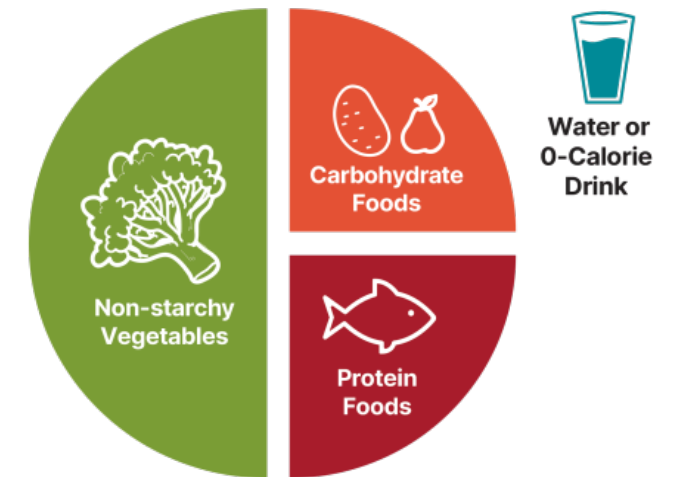 Non-starchy
Vegetables
Carbohydrate
Foods
Protein
Foods
Water or
0-Calorie
Drink